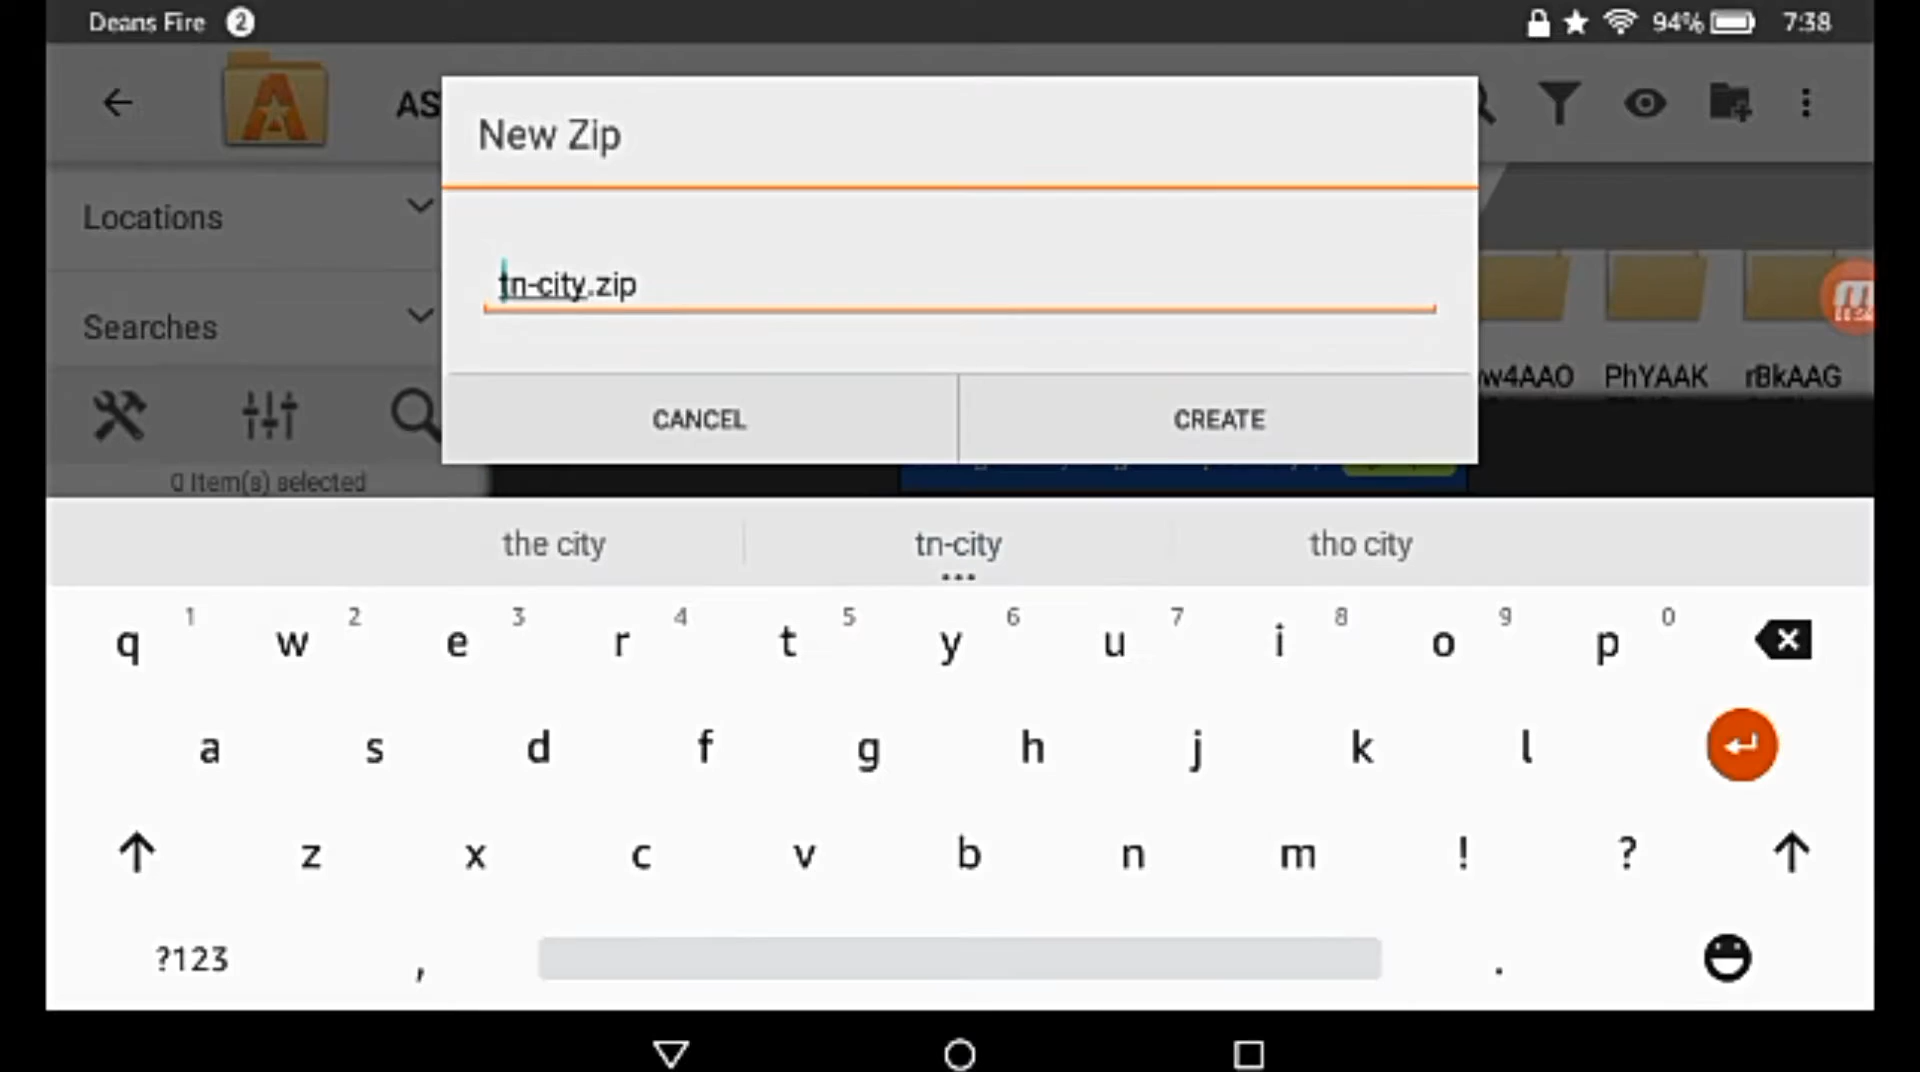 Deans Fire 2 94% 7:38
AS
New Zip
Locations
tn-city.zip
Searches
w4AAO PhYAAK rBkAAG
CANCEL CREATE
0 Item(s) selected
the city tn-city tho city
q 1 w 2 e 3 r 4 t 5 y 6 u 7 i 8 o 9 p 0
a s d f g h j k l
z x c v b n m ! ?
?123 , .